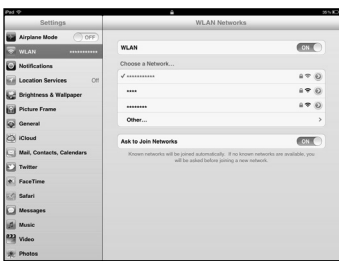 iPad
Settings
Airplane Mode OFF
WLAN ***********
Notifications
Location Services Off
Brightness & Wallpaper
Picture Frame
General
iCloud
Mail, Contacts, Calendars
Twitter
FaceTime
Safari
Messages
Music
Video
Photos
WLAN Networks
WLAN ON
Choose a Network...
✓ ***********
****
********
Other...
Ask to Join Networks ON
Known networks will be joined automatically. If no known networks are available, you
will be asked before joining a new network.